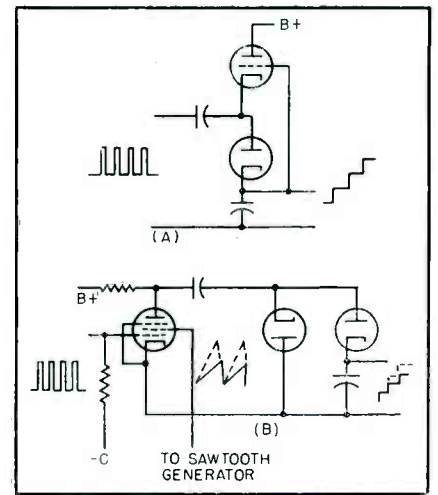 B+
(A)
B+
(B)
-C
TO SAWTOOTH
GENERATOR